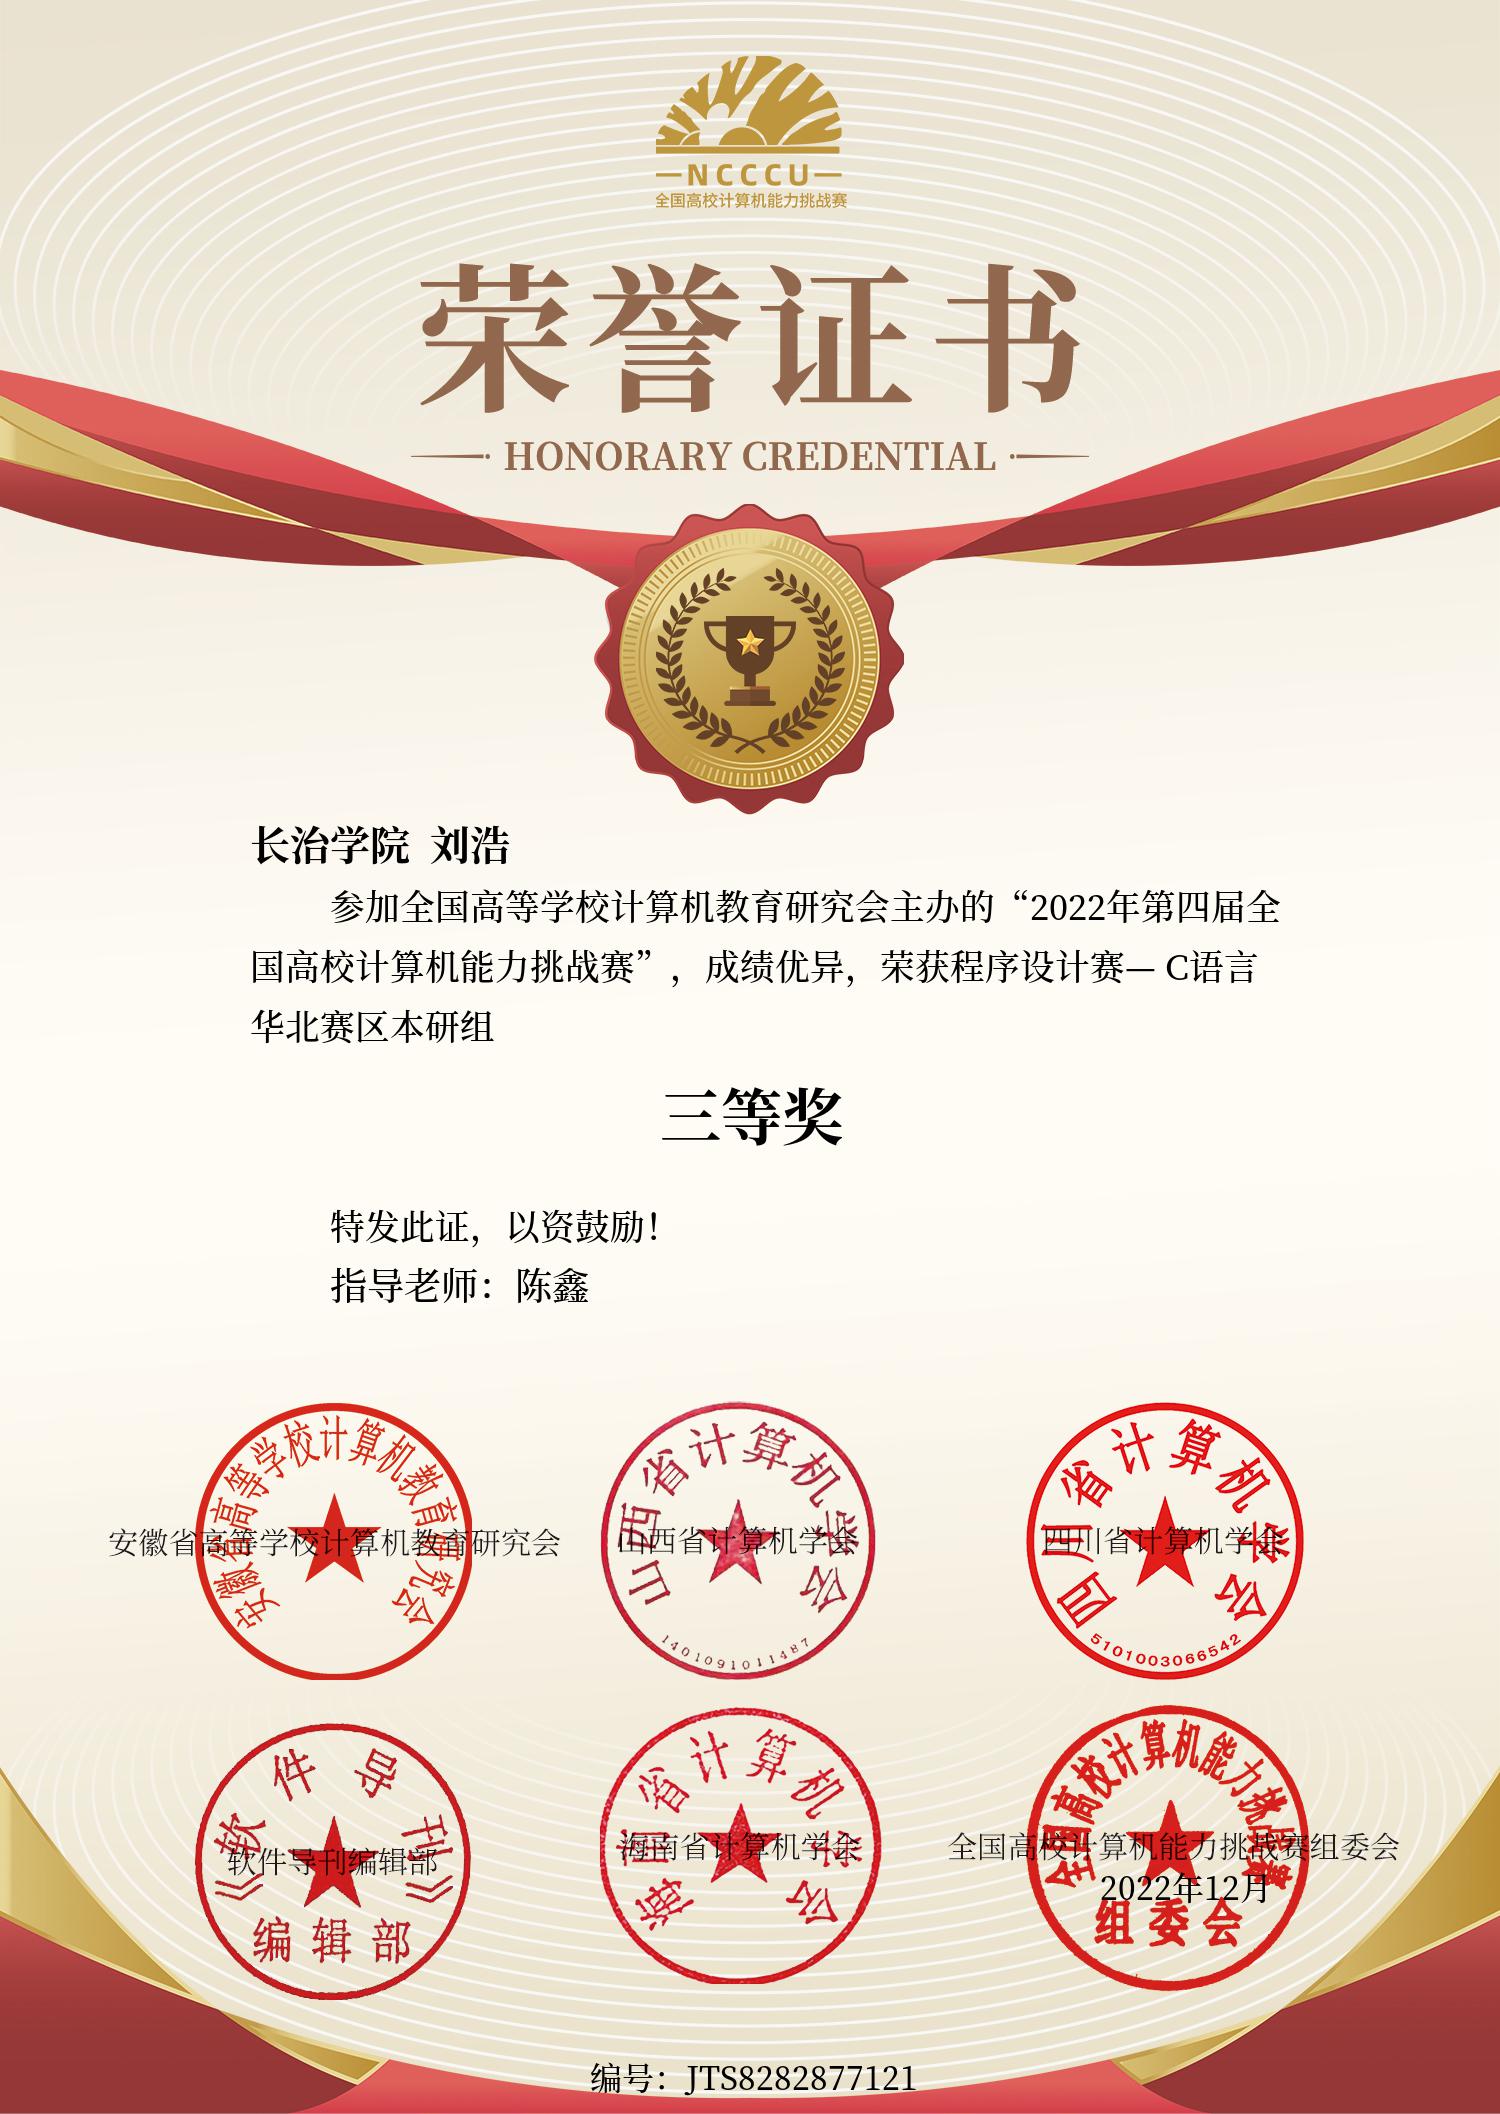 NCCCU
全国高校计算机能力挑战赛
荣誉证书
HONORARY CREDENTIAL
长治学院 刘浩
参加全国高等学校计算机教育研究会主办的“2022年第四届全
国高校计算机能力挑战赛”，成绩优异，荣获程序设计赛— C语言
华北赛区本研组
三等奖
特发此证，以资鼓励！
指导老师：陈鑫
安徽省高等学校计算机教育研究会
安徽省高等学校计算机教育研究会
山西省计算机学会
山西省计算机学会
1401091011487
四川省计算机学会
四川省计算机学会
5101003066542
《软件导刊》
编辑部
软件导刊编辑部
海南省计算机学会
海南省计算机学会
全国高校计算机能力挑战赛
组委会
全国高校计算机能力挑战赛组委会
2022年12月
编号：JTS8282877121